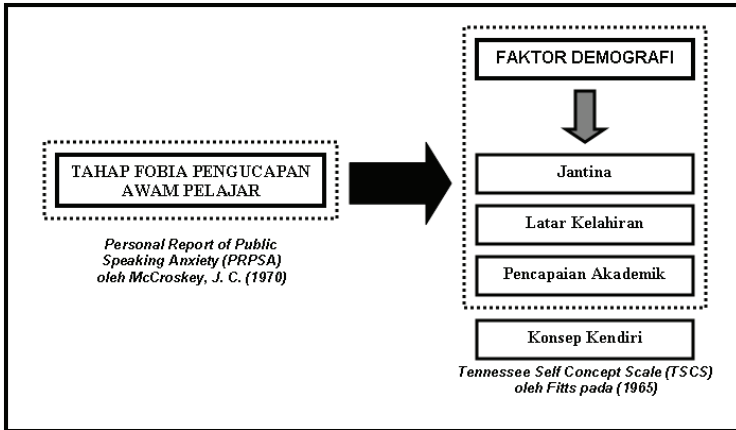 TAHAP FOBIA PENGUCAPAN
AWAM PELAJAR
Personal Report of Public
Speaking Anxiety (PRPSA)
oleh McCroskey, J. C. (1970)
FAKTOR DEMOGRAFI
Jantina
Latar Kelahiran
Pencapaian Akademik
Konsep Kendiri
Tennessee Self Concept Scale (TSCS)
oleh Fitts pada (1965)